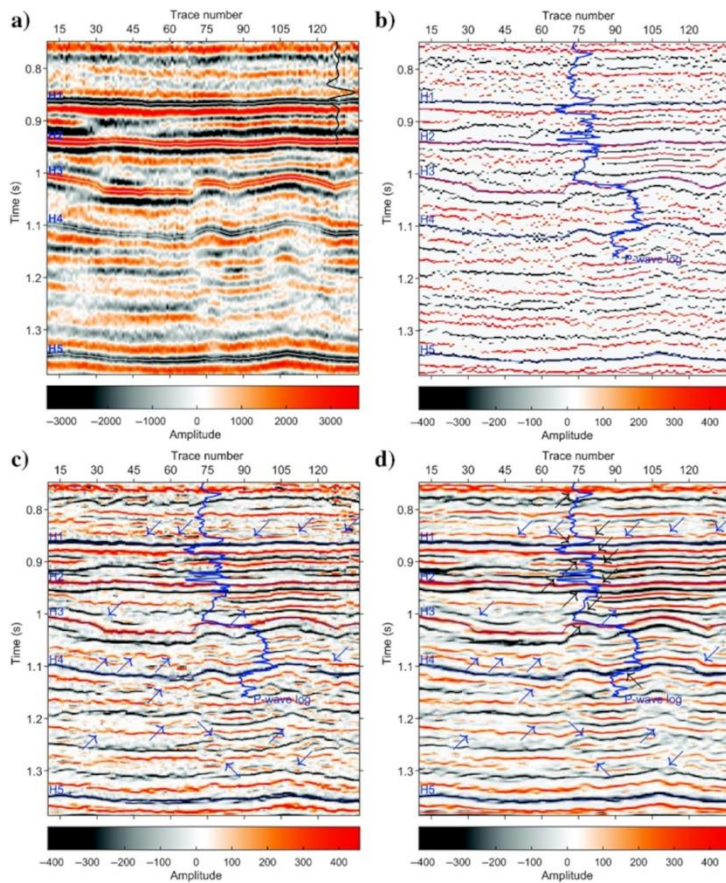 a)
Trace number
15 30 45 60 75 90 105 120
Time (s)
0.8
0.9
1
1.1
1.2
1.3
H1
H2
H3
H4
H5
−3000 −2000 −1000 0 1000 2000 3000
Amplitude
b)
Trace number
15 30 45 60 75 90 105 120
Time (s)
0.8
0.9
1
1.1
1.2
1.3
H1
H2
H3
H4
H5
P-wave log
−400 −300 −200 −100 0 100 200 300 400
Amplitude
c)
Trace number
15 30 45 60 75 90 105 120
Time (s)
0.8
0.9
1
1.1
1.2
1.3
H1
H2
H3
H4
H5
P-wave log
−400 −300 −200 −100 0 100 200 300 400
Amplitude
d)
Trace number
15 30 45 60 75 90 105 120
Time (s)
0.8
0.9
1
1.1
1.2
1.3
H1
H2
H3
H4
H5
P-wave log
−400 −300 −200 −100 0 100 200 300 400
Amplitude